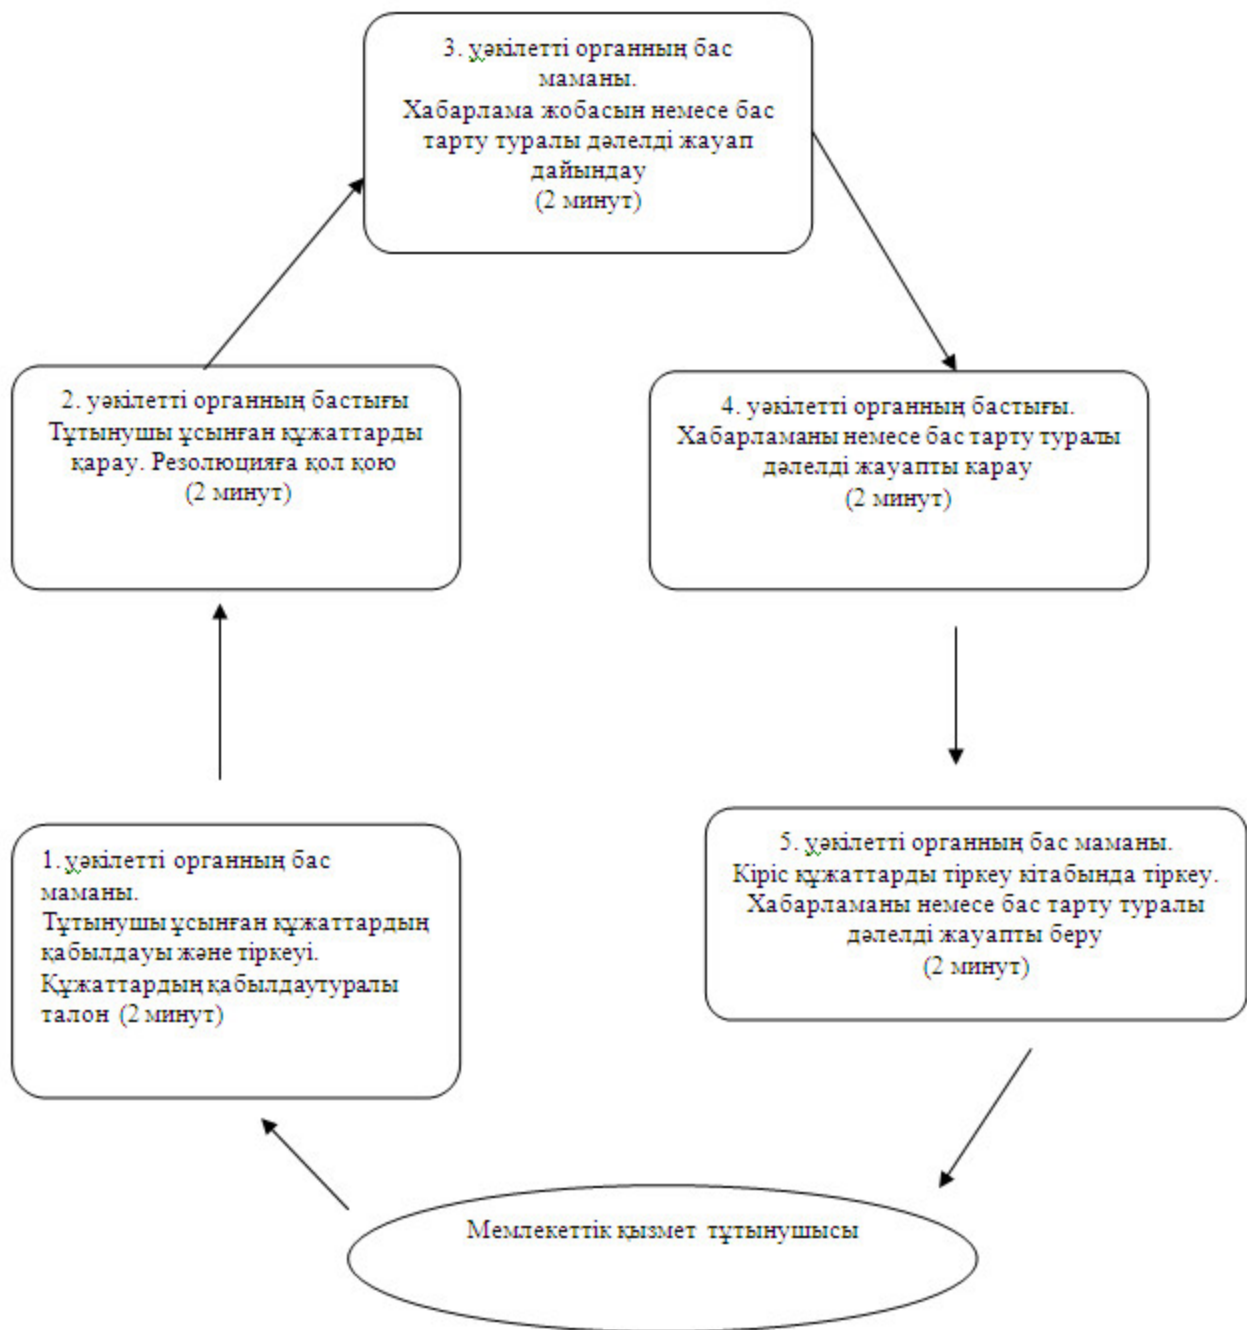 3. уәкілетті органның бас
маманы.
Хабарлама жобасын немесе бас
тарту туралы дәлелді жауап
дайындау
(2 минут)
2. уәкілетті органның бастығы
Тұтынушы ұсынған құжаттарды
қарау. Резолюцияға қол қою
(2 минут)
4. уәкілетті органның бастығы.
Хабарламаны немесе бас тарту туралы
дәлелді жауапты карау
(2 минут)
1. уәкілетті органның бас
маманы.
Тұтынушы ұсынған құжаттардың
қабылдауы және тіркеуі.
Құжаттардың қабылдаутуралы
талон (2 минут)
5. уәкілетті органның бас маманы.
Кіріс құжаттарды тіркеу кітабында тіркеу.
Хабарламаны немесе бас тарту туралы
дәлелді жауапты беру
(2 минут)
Мемлекеттік қызмет тұтынушысы